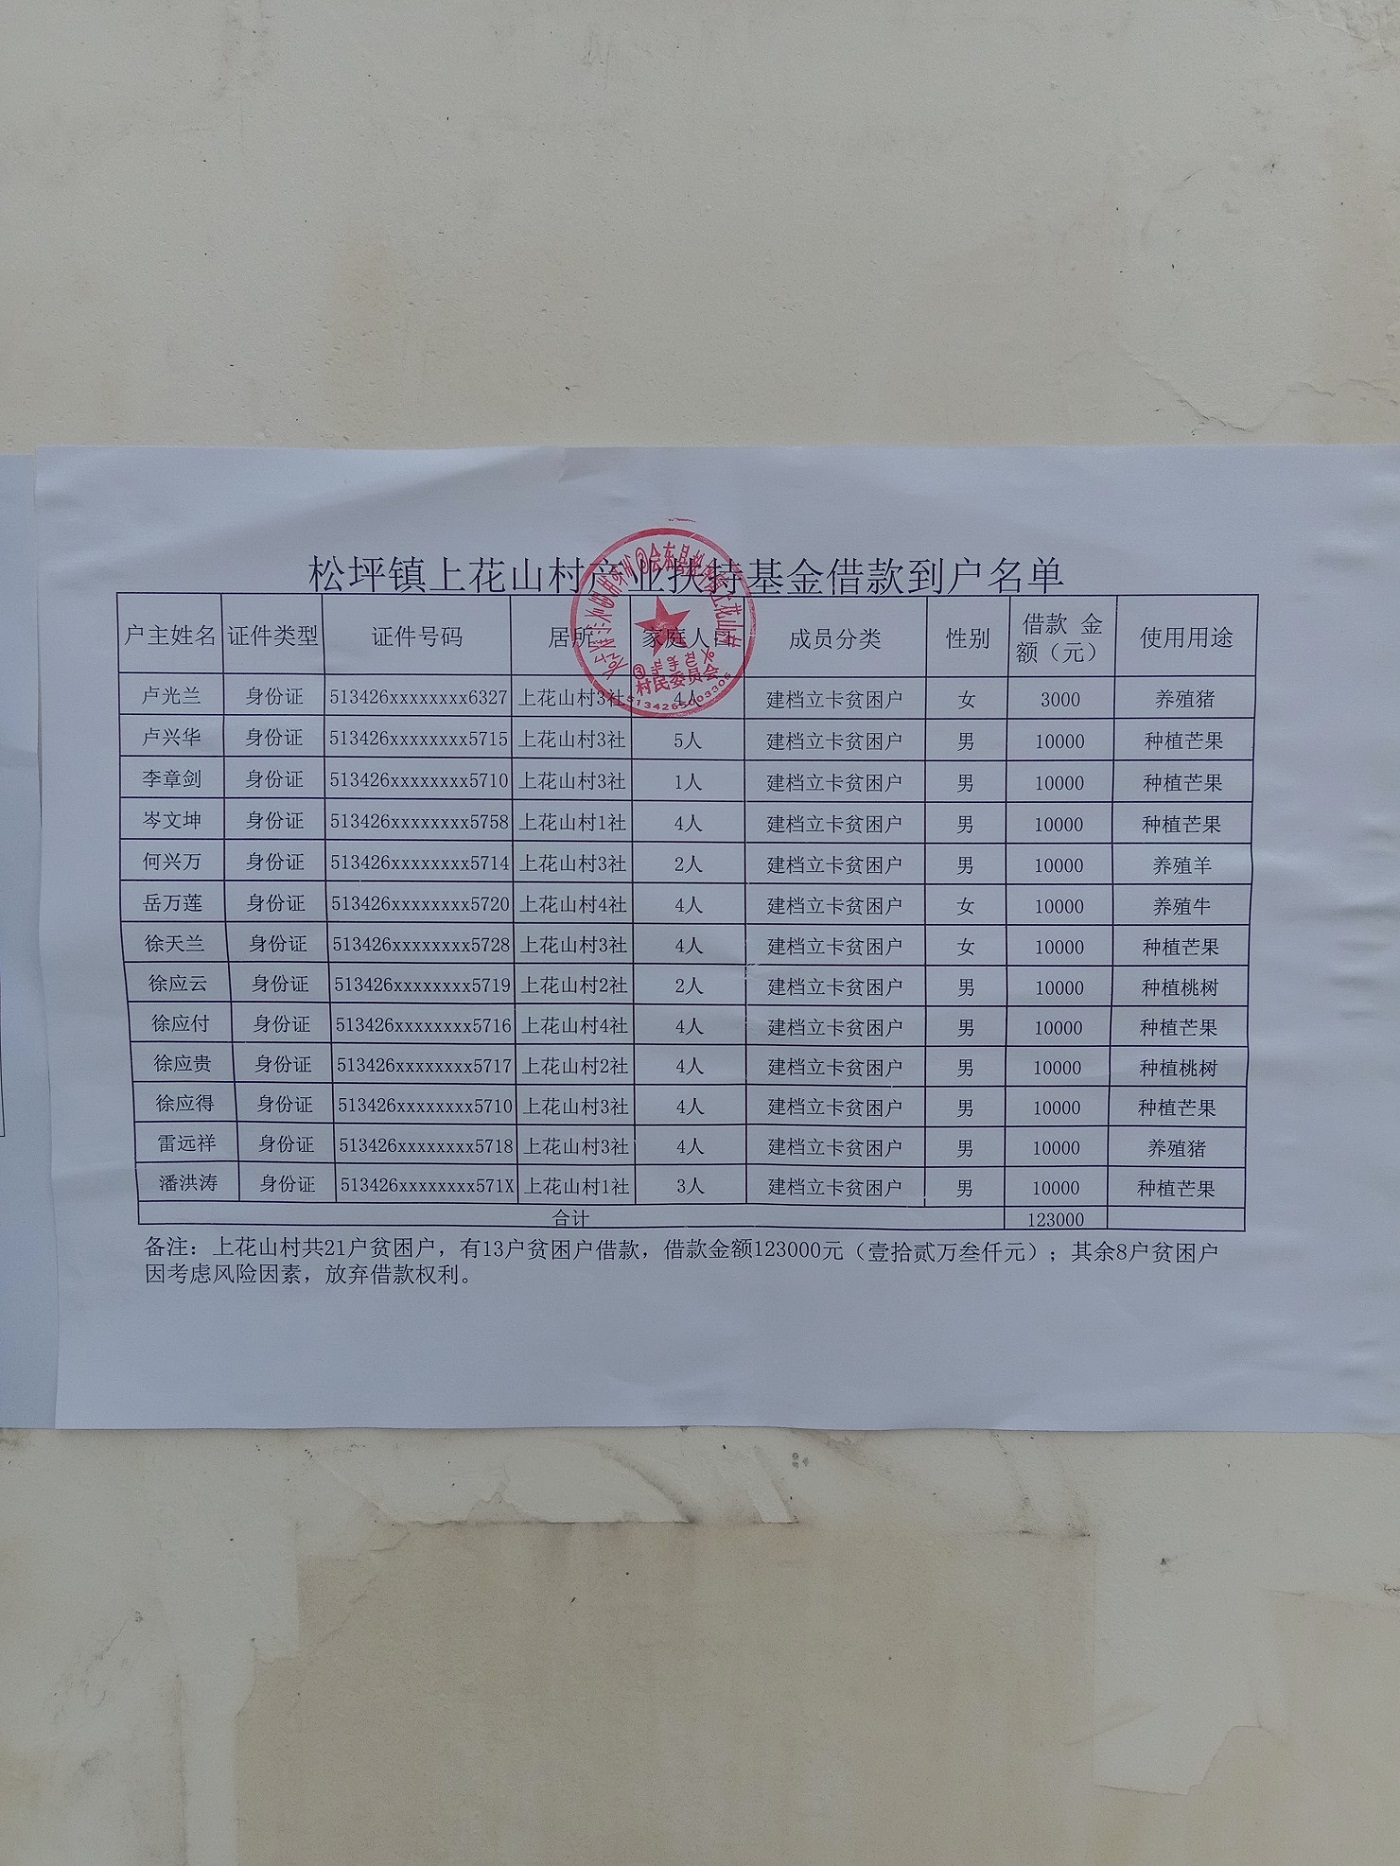 松坪镇上花山村产业扶持基金借款到户名单
户主姓名 证件类型 证件号码 居所 家庭人口 成员分类 性别 借款 金额（元） 使用用途
卢光兰 身份证 513426xxxxxxxx6327 上花山村3社 4人 建档立卡贫困户 女 3000 养殖猪
卢兴华 身份证 513426xxxxxxxx5715 上花山村3社 5人 建档立卡贫困户 男 10000 种植芒果
李章剑 身份证 513426xxxxxxxx5710 上花山村3社 1人 建档立卡贫困户 男 10000 种植芒果
岑文坤 身份证 513426xxxxxxxx5758 上花山村1社 4人 建档立卡贫困户 男 10000 种植芒果
何兴万 身份证 513426xxxxxxxx5714 上花山村3社 2人 建档立卡贫困户 男 10000 养殖羊
岳万莲 身份证 513426xxxxxxxx5720 上花山村4社 4人 建档立卡贫困户 女 10000 养殖牛
徐天兰 身份证 513426xxxxxxxx5728 上花山村3社 4人 建档立卡贫困户 女 10000 种植芒果
徐应云 身份证 513426xxxxxxxx5719 上花山村2社 2人 建档立卡贫困户 男 10000 种植桃树
徐应付 身份证 513426xxxxxxxx5716 上花山村4社 4人 建档立卡贫困户 男 10000 种植芒果
徐应贵 身份证 513426xxxxxxxx5717 上花山村2社 4人 建档立卡贫困户 男 10000 种植桃树
徐应得 身份证 513426xxxxxxxx5710 上花山村3社 4人 建档立卡贫困户 男 10000 种植芒果
雷远祥 身份证 513426xxxxxxxx5718 上花山村3社 4人 建档立卡贫困户 男 10000 养殖猪
潘洪涛 身份证 513426xxxxxxxx571X 上花山村1社 3人 建档立卡贫困户 男 10000 种植芒果
合计 123000
备注：上花山村共21户贫困户，有13户贫困户借款，借款金额123000元（壹拾贰万叁仟元）；其余8户贫困户
因考虑风险因素，放弃借款权利。
村民委员会